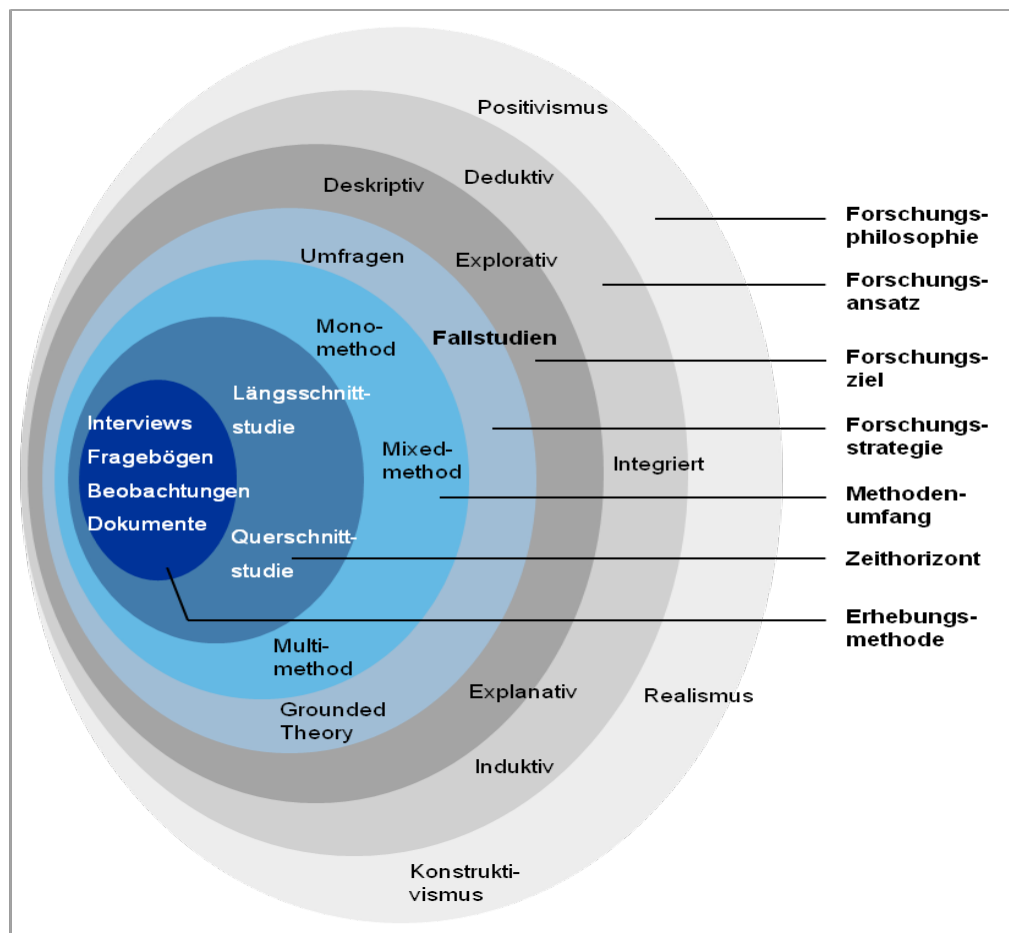 Positivismus
Deduktiv
Deskriptiv
Forschungs-
philosophie
Umfragen
Explorativ
Forschungs-
ansatz
Mono-
method
Fallstudien
Forschungs-
ziel
Längsschnitt-
studie
Interviews
Fragebögen
Beobachtungen
Dokumente
Mixed-
method
Integriert
Forschungs-
strategie
Methoden-
umfang
Querschnitt-
studie
Zeithorizont
Erhebungs-
methode
Multi-
method
Explanativ
Realismus
Grounded
Theory
Induktiv
Konstrukti-
vismus